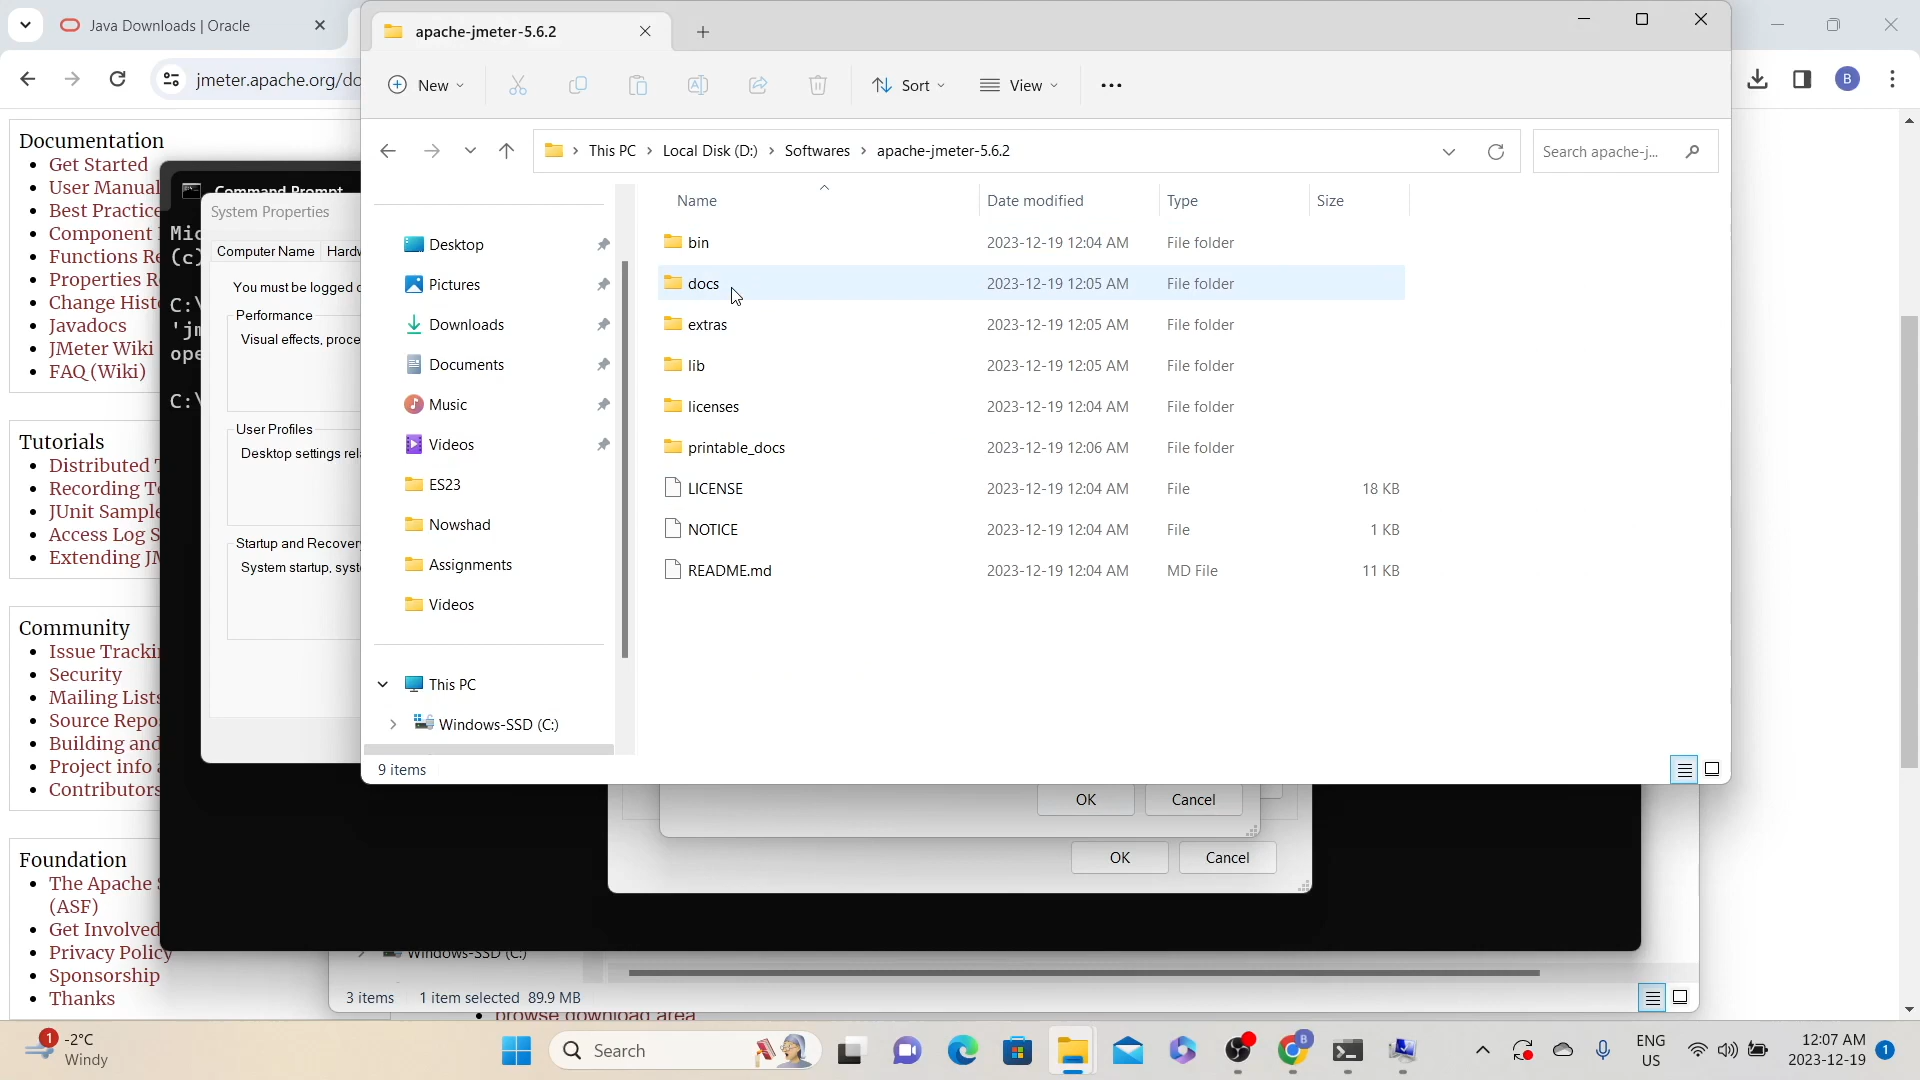 Java Downloads | Oracle
apache-jmeter-5.6.2
jmeter.apache.org/do
New
Sort
View
B
This PC
Local Disk (D:)
Softwares
apache-jmeter-5.6.2
Search apache-j...
Documentation
Get Started
User Manual
Best Practice
Component
Functions Re
Properties R
Change Hist
Javadocs
JMeter Wiki
FAQ (Wiki)
Tutorials
Distributed T
Recording Te
JUnit Sample
Access Log S
Extending JM
Community
Issue Tracki
Security
Mailing Lists
Source Repo
Building and
Project info a
Contributors
Foundation
The Apache S
(ASF)
Get Involved
Privacy Policy
Sponsorship
Thanks
Command Prompt
Mic
(c)
C:\
'jm
ope
C:\
System Properties
Computer Name
Hardw
You must be logged o
Performance
Visual effects, proce
User Profiles
Desktop settings rela
Startup and Recovery
System startup, syst
Desktop
Pictures
Downloads
Documents
Music
Videos
ES23
Nowshad
Assignments
Videos
This PC
Windows-SSD (C:)
Name Date modified Type Size
bin 2023-12-19 12:04 AM File folder
docs 2023-12-19 12:05 AM File folder
extras 2023-12-19 12:05 AM File folder
lib 2023-12-19 12:05 AM File folder
licenses 2023-12-19 12:04 AM File folder
printable_docs 2023-12-19 12:06 AM File folder
LICENSE 2023-12-19 12:04 AM File 18 KB
NOTICE 2023-12-19 12:04 AM File 1 KB
README.md 2023-12-19 12:04 AM MD File 11 KB
9 items
OK Cancel
OK Cancel
Windows-SSD (C:)
3 items 1 item selected 89.9 MB
browse download area
1
-2°C
Windy
Search
B
ENG
US
12:07 AM
2023-12-19
1